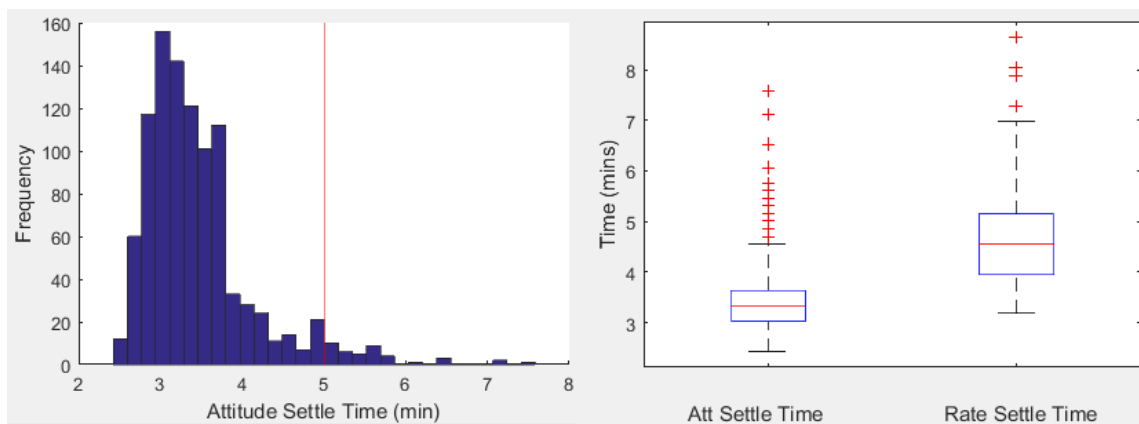 160
140
120
100
80
60
40
20
0
2 3 4 5 6 7 8
Frequency
Attitude Settle Time (min)
8
7
6
5
4
3
Time (mins)
Att Settle Time
Rate Settle Time